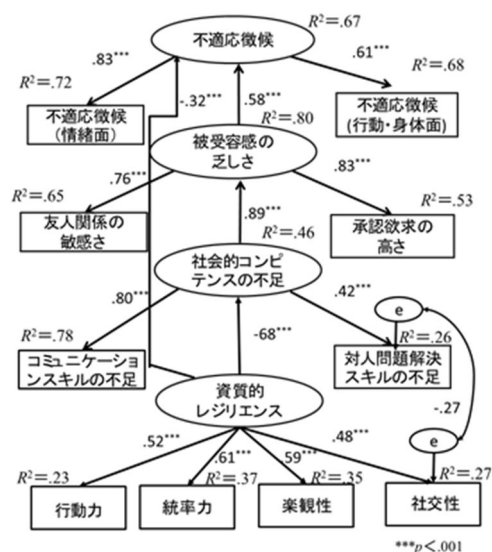 R²=.67
不適応徴候
.83***
.61***
R²=.72
R²=.68
-.32***
.58***
不適応徴候
（情緒面）
不適応徴候
(行動・身体面)
R²=.80
被受容感の
乏しさ
.76***
.83***
R²=.65
R²=.53
友人関係の
敏感さ
.89***
承認欲求の
高さ
R²=.46
社会的コンピ
テンスの不足
.80***
.42***
e
R²=.78
R²=.26
コミュニケーショ
ンスキルの不足
-68***
対人問題解決
スキルの不足
資質的
レジリエンス
-.27
.52***
.61***
59***
.48***
e
R²=.23
R²=.37
R²=.35
R²=.27
行動力
統率力
楽観性
社交性
***p＜.001